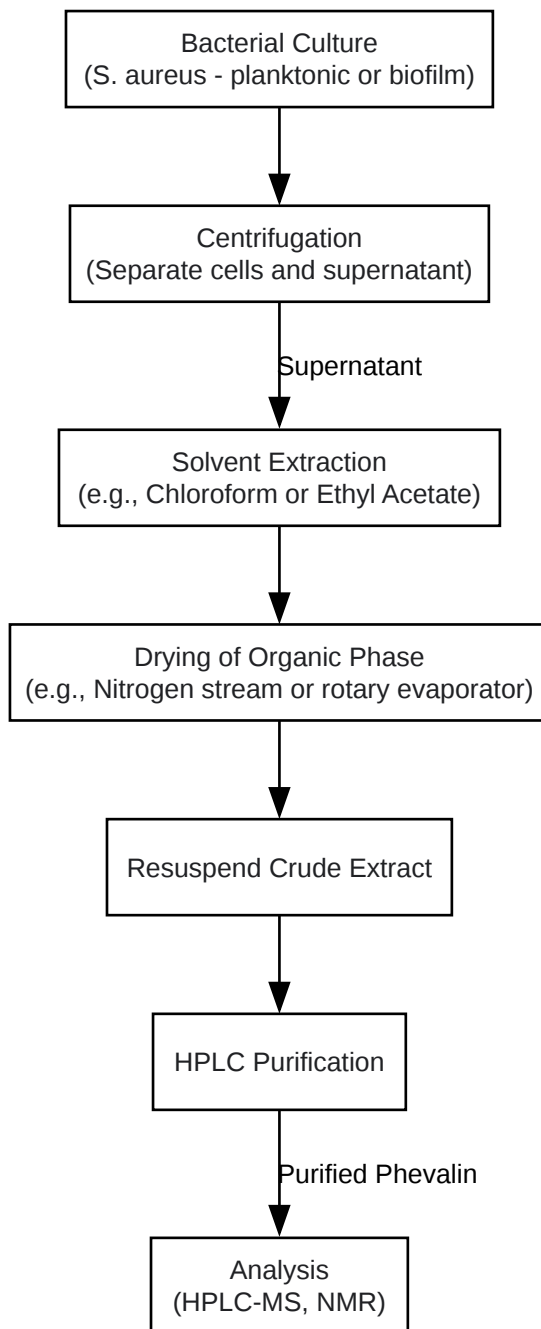 Bacterial Culture
(S. aureus - planktonic or biofilm)
Centrifugation
(Separate cells and supernatant)
Supernatant
Solvent Extraction
(e.g., Chloroform or Ethyl Acetate)
Drying of Organic Phase
(e.g., Nitrogen stream or rotary evaporator)
Resuspend Crude Extract
HPLC Purification
Purified Phevalin
Analysis
(HPLC-MS, NMR)